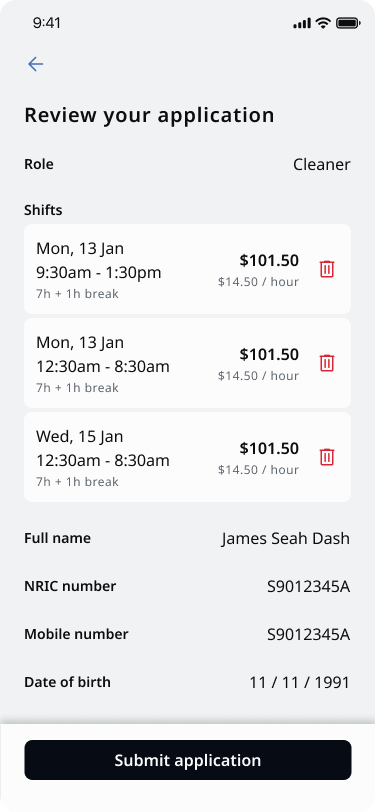 9:41
Review your application
Role Cleaner
Shifts
Mon, 13 Jan
9:30am - 1:30pm
7h + 1h break
$101.50
$14.50 / hour
Mon, 13 Jan
12:30am - 8:30am
7h + 1h break
$101.50
$14.50 / hour
Wed, 15 Jan
12:30am - 8:30am
7h + 1h break
$101.50
$14.50 / hour
Full name James Seah Dash
NRIC number S9012345A
Mobile number S9012345A
Date of birth 11 / 11 / 1991
Submit application